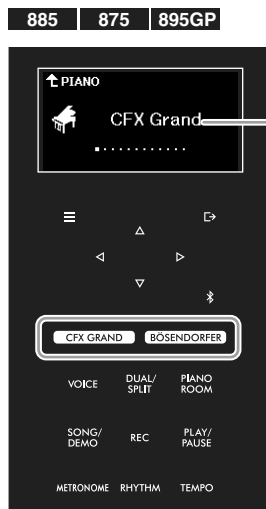 885 875 895GP
PIANO
CFX Grand
CFX GRAND BÖSENDORFER
VOICE DUAL/ SPLIT PIANO ROOM
SONG/ DEMO REC PLAY/ PAUSE
METRONOME RHYTHM TEMPO